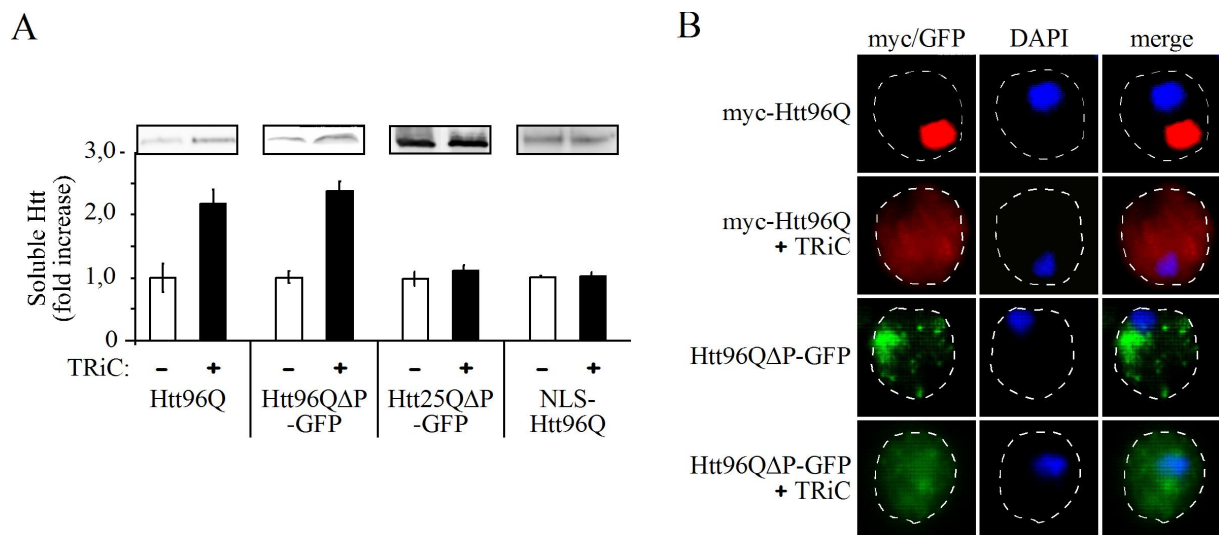 A
3,0
2,0
1,0
0
Soluble Htt
(fold increase)
TRiC: – + – + – + – +
Htt96Q
Htt96QΔP
-GFP
Htt25QΔP
-GFP
NLS-
Htt96Q
B
myc/GFP DAPI merge
myc-Htt96Q
myc-Htt96Q
+ TRiC
Htt96QΔP-GFP
Htt96QΔP-GFP
+ TRiC